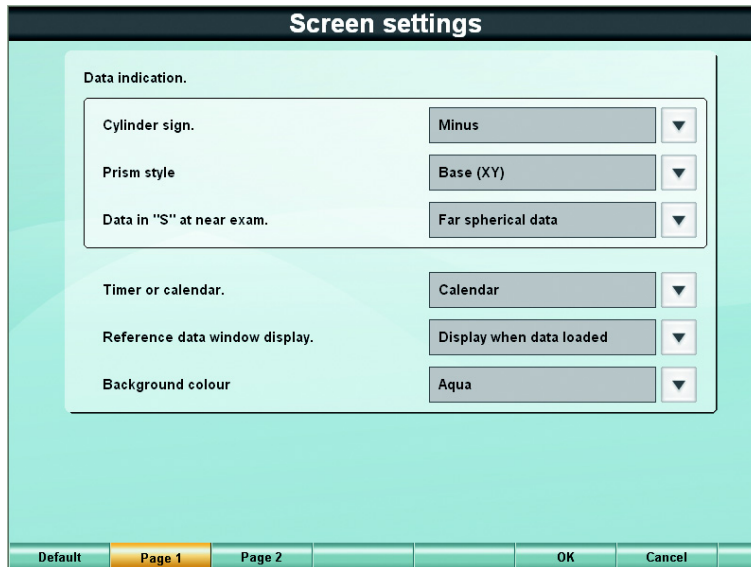 Screen settings
Data indication.
Cylinder sign. Minus
Prism style Base (XY)
Data in "S" at near exam. Far spherical data
Timer or calendar. Calendar
Reference data window display. Display when data loaded
Background colour Aqua
Default Page 1 Page 2 OK Cancel